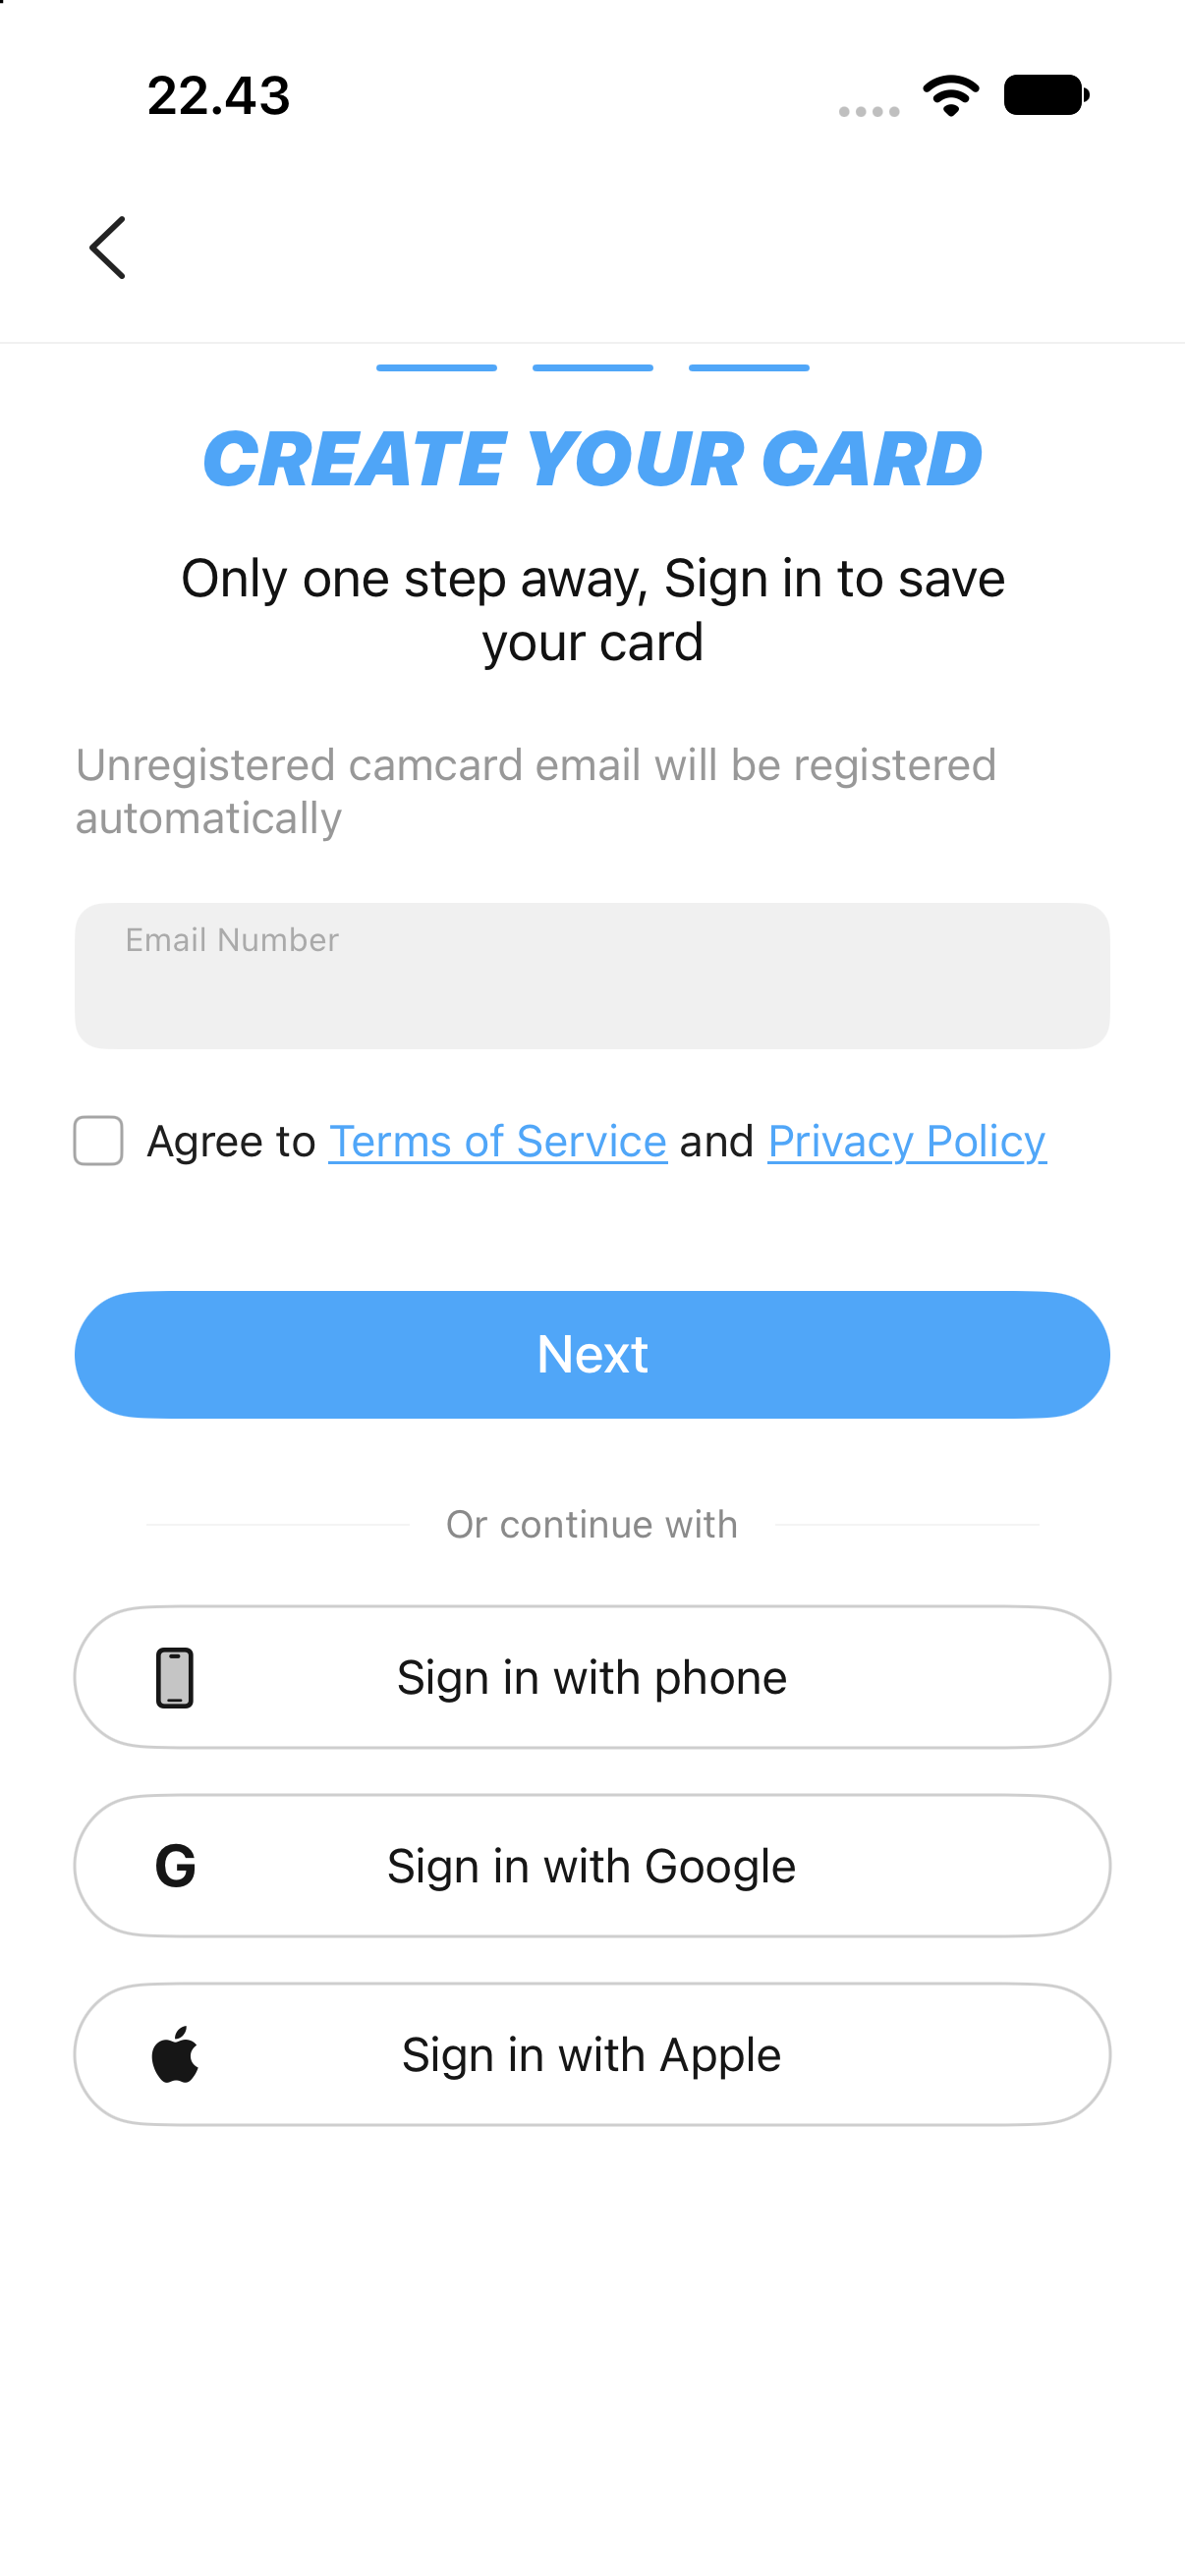 22.43
CREATE YOUR CARD
Only one step away, Sign in to save
your card
Unregistered camcard email will be registered
automatically
Email Number
Agree to Terms of Service and Privacy Policy
Next
Or continue with
Sign in with phone
G Sign in with Google
Sign in with Apple